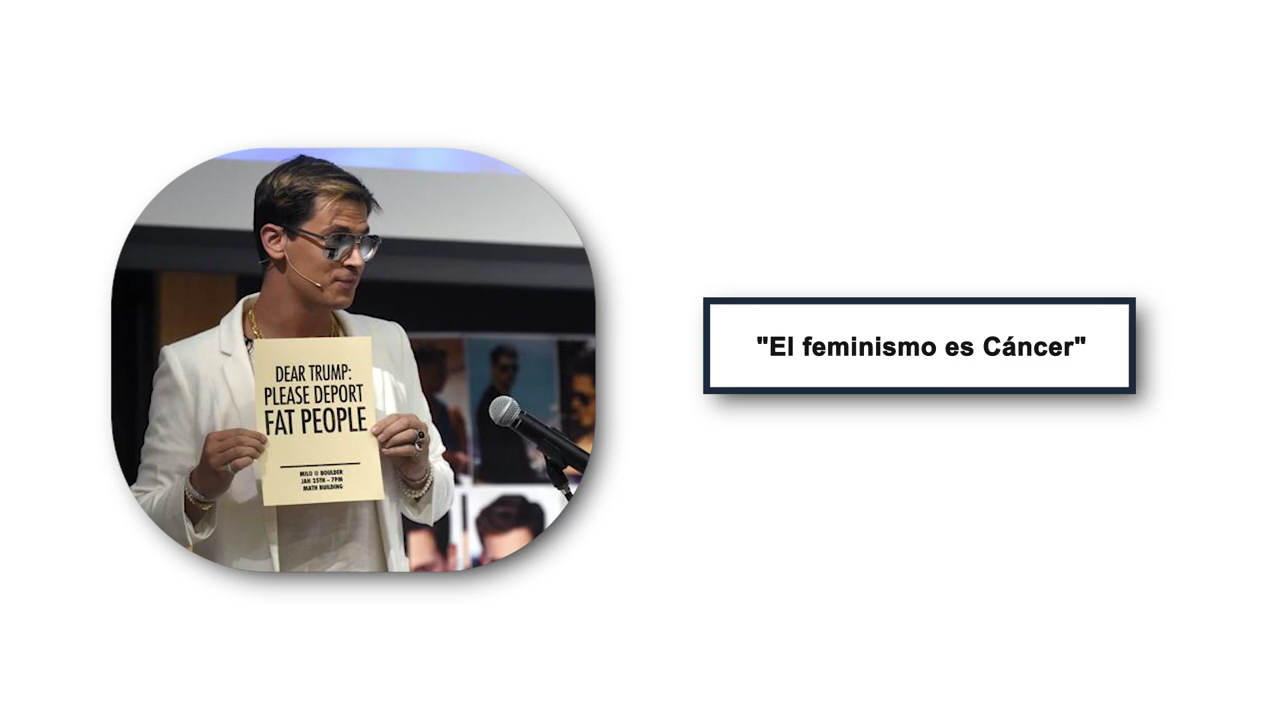 DEAR TRUMP:
PLEASE DEPORT
FAT PEOPLE
MILO @ BOULDER
JAN 25TH - 7PM
MATH BUILDING
"El feminismo es Cáncer"